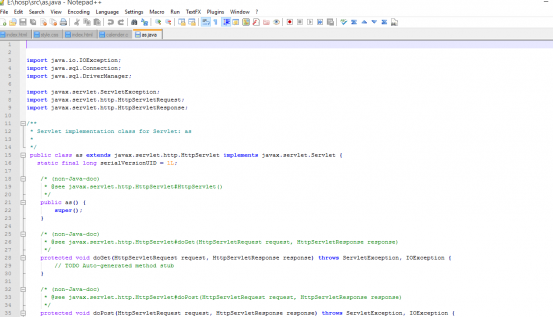 E:\hosp\src\as.java - Notepad++
File Edit Search View Encoding Language Settings Macro Run TextFX Plugins Window ?
index.html index.html calendar.js as.java
1
2
3 import java.io.IOException;
4 import java.sql.Connection;
5 import java.sql.DriverManager;
6
7 import javax.servlet.ServletException;
8 import javax.servlet.http.HttpServletRequest;
9 import javax.servlet.http.HttpServletResponse;
10
11 /**
12 * Servlet implementation class for Servlet: as
13 *
14 */
15 public class as extends javax.servlet.http.HttpServlet implements javax.servlet.Servlet {
16 static final long serialVersionUID = 1L;
17
18 /* (non-Java-doc)
19 * @see javax.servlet.http.HttpServlet#HttpServlet()
20 */
21 public as() {
22 super();
23 }
24
25 /* (non-Java-doc)
26 * @see javax.servlet.http.HttpServlet#doGet(HttpServletRequest request, HttpServletResponse response)
27 */
28 protected void doGet(HttpServletRequest request, HttpServletResponse response) throws ServletException, IOException {
29 // TODO Auto-generated method stub
30 }
31
32 /* (non-Java-doc)
33 * @see javax.servlet.http.HttpServlet#doPost(HttpServletRequest request, HttpServletResponse response)
34 */
35 protected void doPost(HttpServletRequest request, HttpServletResponse response) throws ServletException, IOException {